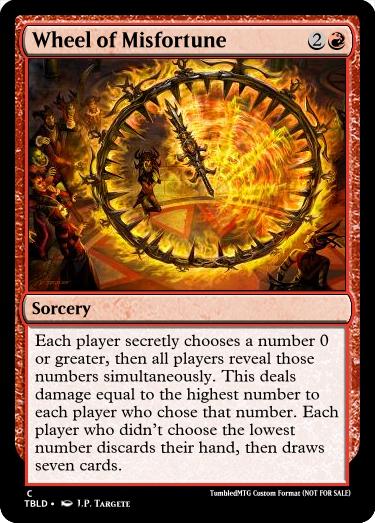 Wheel of Misfortune 2
Sorcery
Each player secretly chooses a number 0
or greater, then all players reveal those
numbers simultaneously. This deals
damage equal to the highest number to
each player who chose that number. Each
player who didn't choose the lowest
number discards their hand, then draws
seven cards.
C
TBLD • J.P. Targete
TumbledMTG Custom Format (NOT FOR SALE)